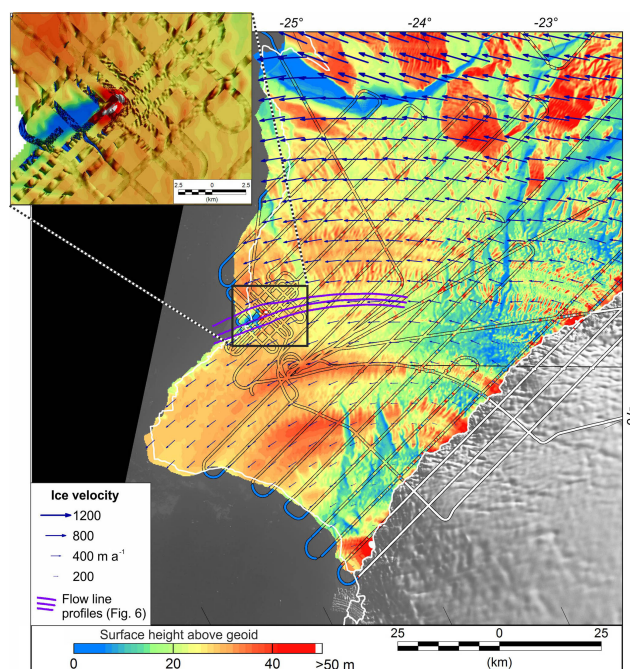 -25° -24° -23°
2.5 0 2.5
(km)
Ice velocity
1200
800
400 m a⁻¹
200
Flow line
profiles (Fig. 6)
Surface height above geoid
0 20 40 >50 m
25 0 25
(km)